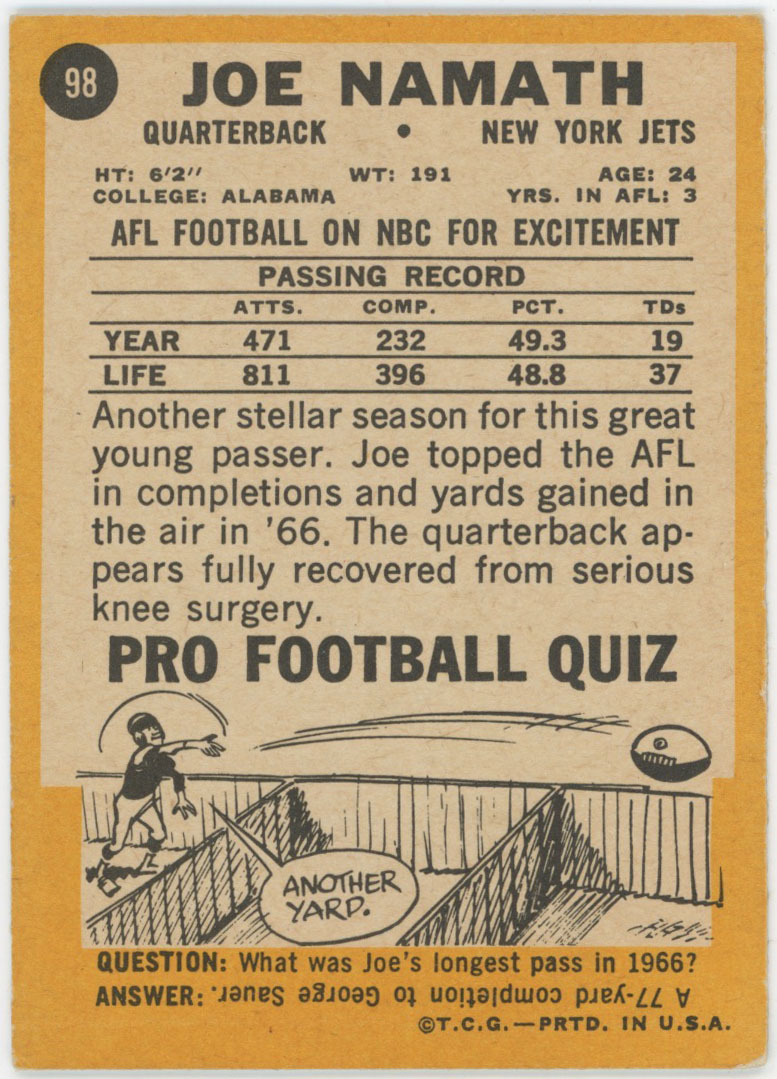 98
JOE NAMATH
QUARTERBACK • NEW YORK JETS
HT: 6'2" WT: 191 AGE: 24
COLLEGE: ALABAMA YRS. IN AFL: 3
AFL FOOTBALL ON NBC FOR EXCITEMENT
PASSING RECORD
ATTS. COMP. PCT. TDs
YEAR 471 232 49.3 19
LIFE 811 396 48.8 37
Another stellar season for this great
young passer. Joe topped the AFL
in completions and yards gained in
the air in '66. The quarterback ap-
pears fully recovered from serious
knee surgery.
PRO FOOTBALL QUIZ
ANOTHER
YARD.
QUESTION: What was Joe's longest pass in 1966?
ANSWER: A 77-yard completion to George Sauer.
©T.C.G.—PRTD. IN U.S.A.